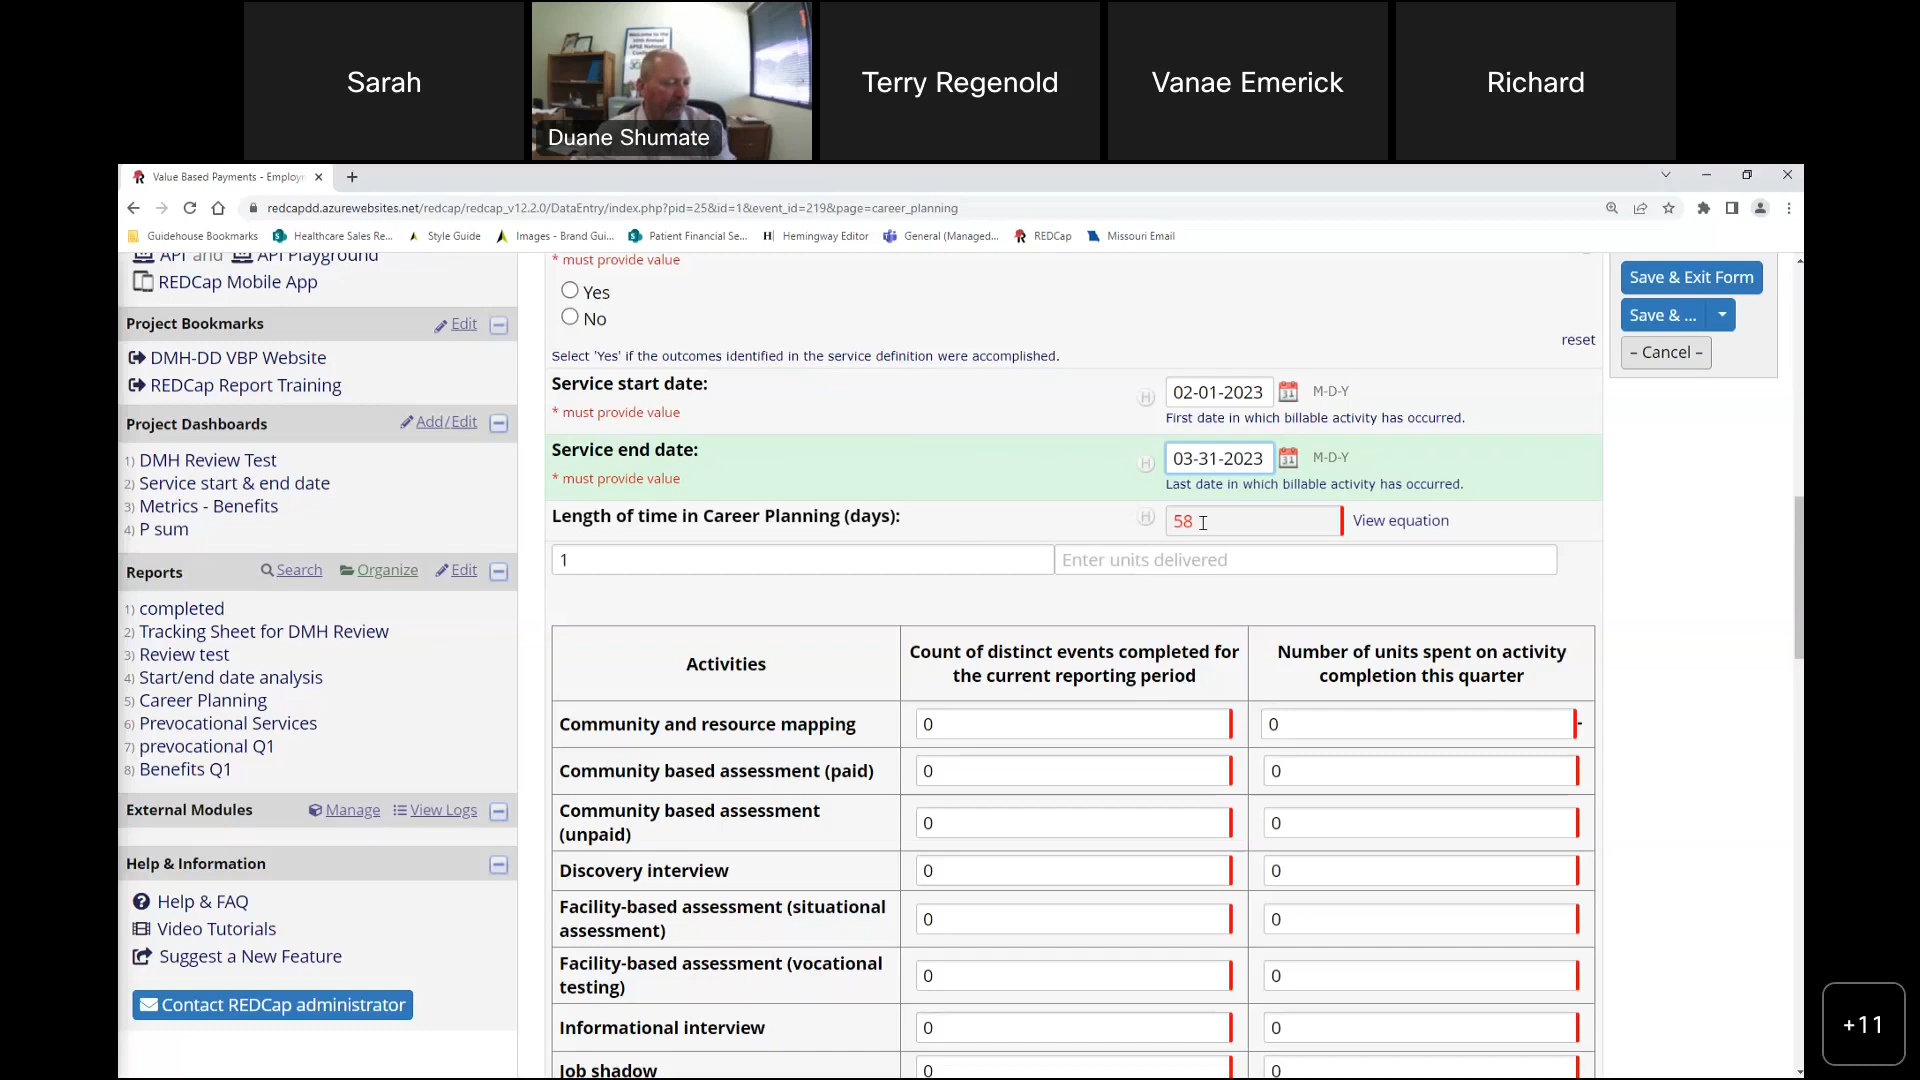 Sarah
Welcome to the
Duane Shumate
Terry Regenold
Vanae Emerick
Richard
Value Based Payments - Employ
redcapdd.azurewebsites.net/redcap/redcap_v12.2.0/DataEntry/index.php?pid=25&id=1&event_id=219&page=career_planning
Guidehouse Bookmarks
Healthcare Sales Re...
Style Guide
Images - Brand Gui...
Patient Financial Se...
Hemingway Editor
General (Managed...
REDCap
Missouri Email
API and API Playground
REDCap Mobile App
Project Bookmarks Edit
DMH-DD VBP Website
REDCap Report Training
Project Dashboards Add/Edit
1) DMH Review Test
2) Service start & end date
3) Metrics - Benefits
4) P sum
Reports Search Organize Edit
1) completed
2) Tracking Sheet for DMH Review
3) Review test
4) Start/end date analysis
5) Career Planning
6) Prevocational Services
7) prevocational Q1
8) Benefits Q1
External Modules Manage View Logs
Help & Information
Help & FAQ
Video Tutorials
Suggest a New Feature
Contact REDCap administrator
* must provide value
Yes
No
reset
Select 'Yes' if the outcomes identified in the service definition were accomplished.
Service start date:
* must provide value
H
02-01-2023 31 M-D-Y
First date in which billable activity has occurred.
Service end date:
* must provide value
H
03-31-2023 31 M-D-Y
Last date in which billable activity has occurred.
Length of time in Career Planning (days):
H
58 View equation
1 Enter units delivered
Activities
Count of distinct events completed for
the current reporting period
Number of units spent on activity
completion this quarter
Community and resource mapping 0 0
Community based assessment (paid) 0 0
Community based assessment
(unpaid) 0 0
Discovery interview 0 0
Facility-based assessment (situational
assessment) 0 0
Facility-based assessment (vocational
testing) 0 0
Informational interview 0 0
Job shadow 0 0
Save & Exit Form
Save & ...
– Cancel –
+11